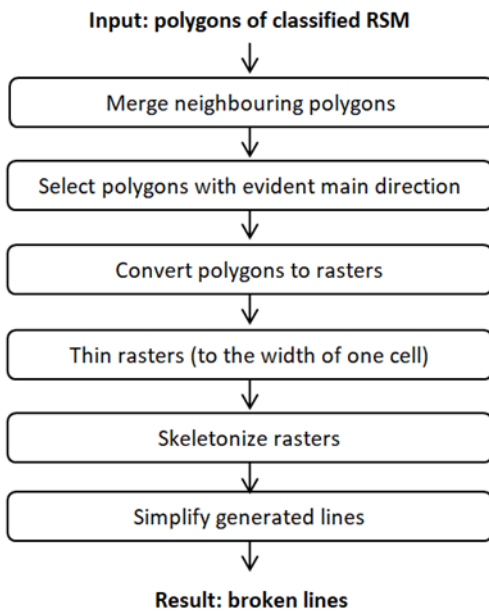 Input: polygons of classified RSM
Merge neighbouring polygons
Select polygons with evident main direction
Convert polygons to rasters
Thin rasters (to the width of one cell)
Skeletonize rasters
Simplify generated lines
Result: broken lines